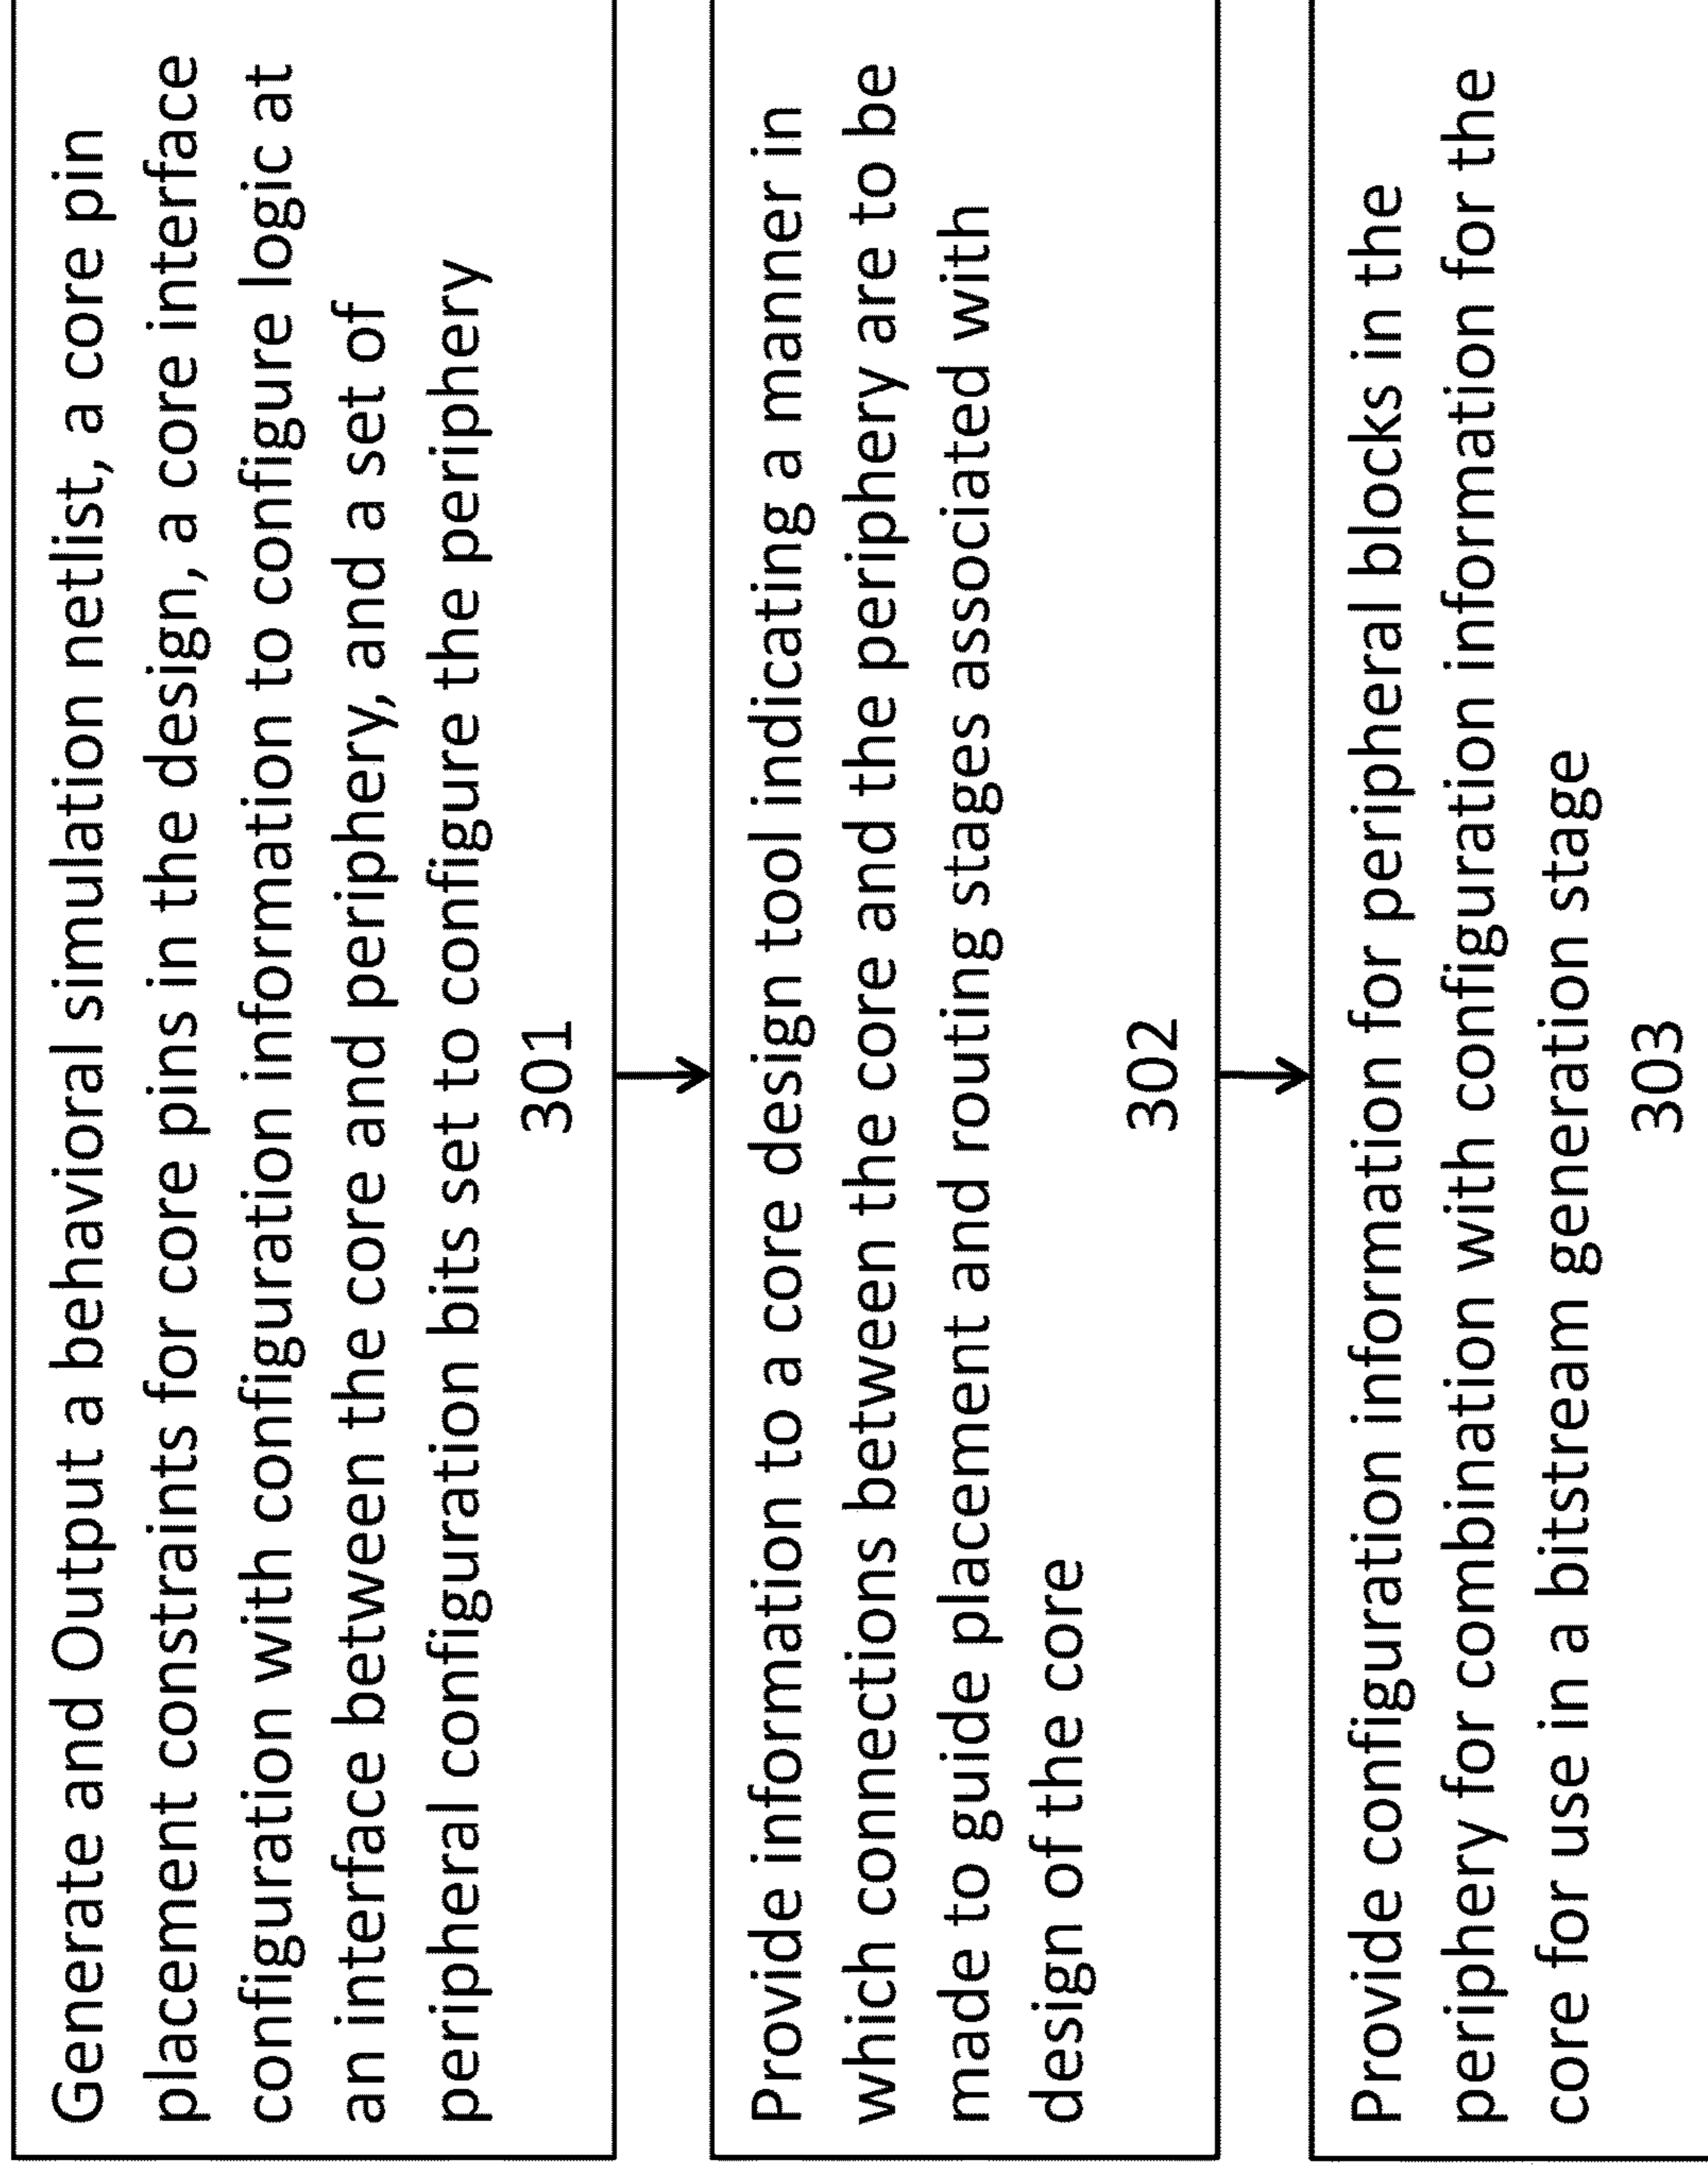 Generate and Output a behavioral simulation netlist, a core pin
placement constraints for core pins in the design, a core interface
configuration with configuration information to configure logic at
an interface between the core and periphery, and a set of
peripheral configuration bits set to configure the periphery
301
Provide information to a core design tool indicating a manner in
which connections between the core and the periphery are to be
made to guide placement and routing stages associated with
design of the core
302
Provide configuration information for peripheral blocks in the
periphery for combination with configuration information for the
core for use in a bitstream generation stage
303